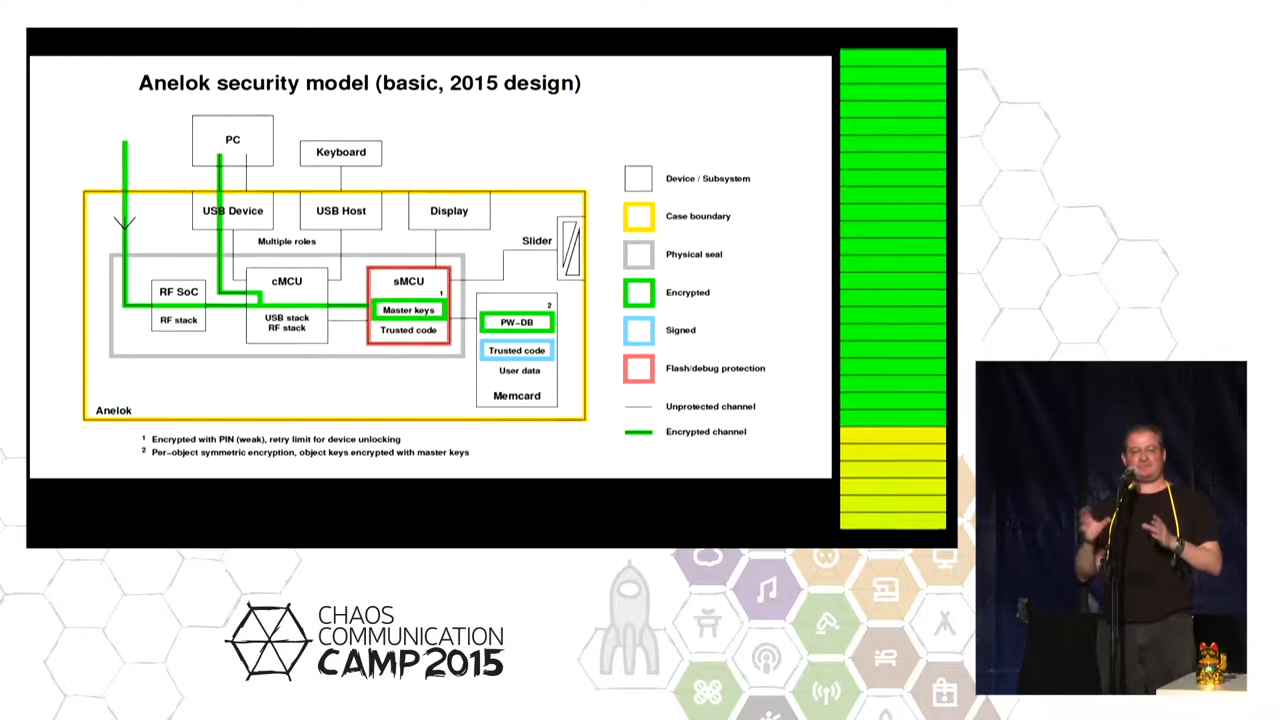 Anelok security model (basic, 2015 design)
PC
Keyboard
USB Device
USB Host
Display
Slider
Multiple roles
cMCU
sMCU
1
RF SoC
Master keys
RF stack
USB stack
RF stack
Trusted code
2
PW-DB
Trusted code
User data
Memcard
Anelok
1 Encrypted with PIN (weak), retry limit for device unlocking
2 Per-object symmetric encryption, object keys encrypted with master keys
Device / Subsystem
Case boundary
Physical seal
Encrypted
Signed
Flash/debug protection
Unprotected channel
Encrypted channel
CHAOS
COMMUNICATION
CAMP 2015